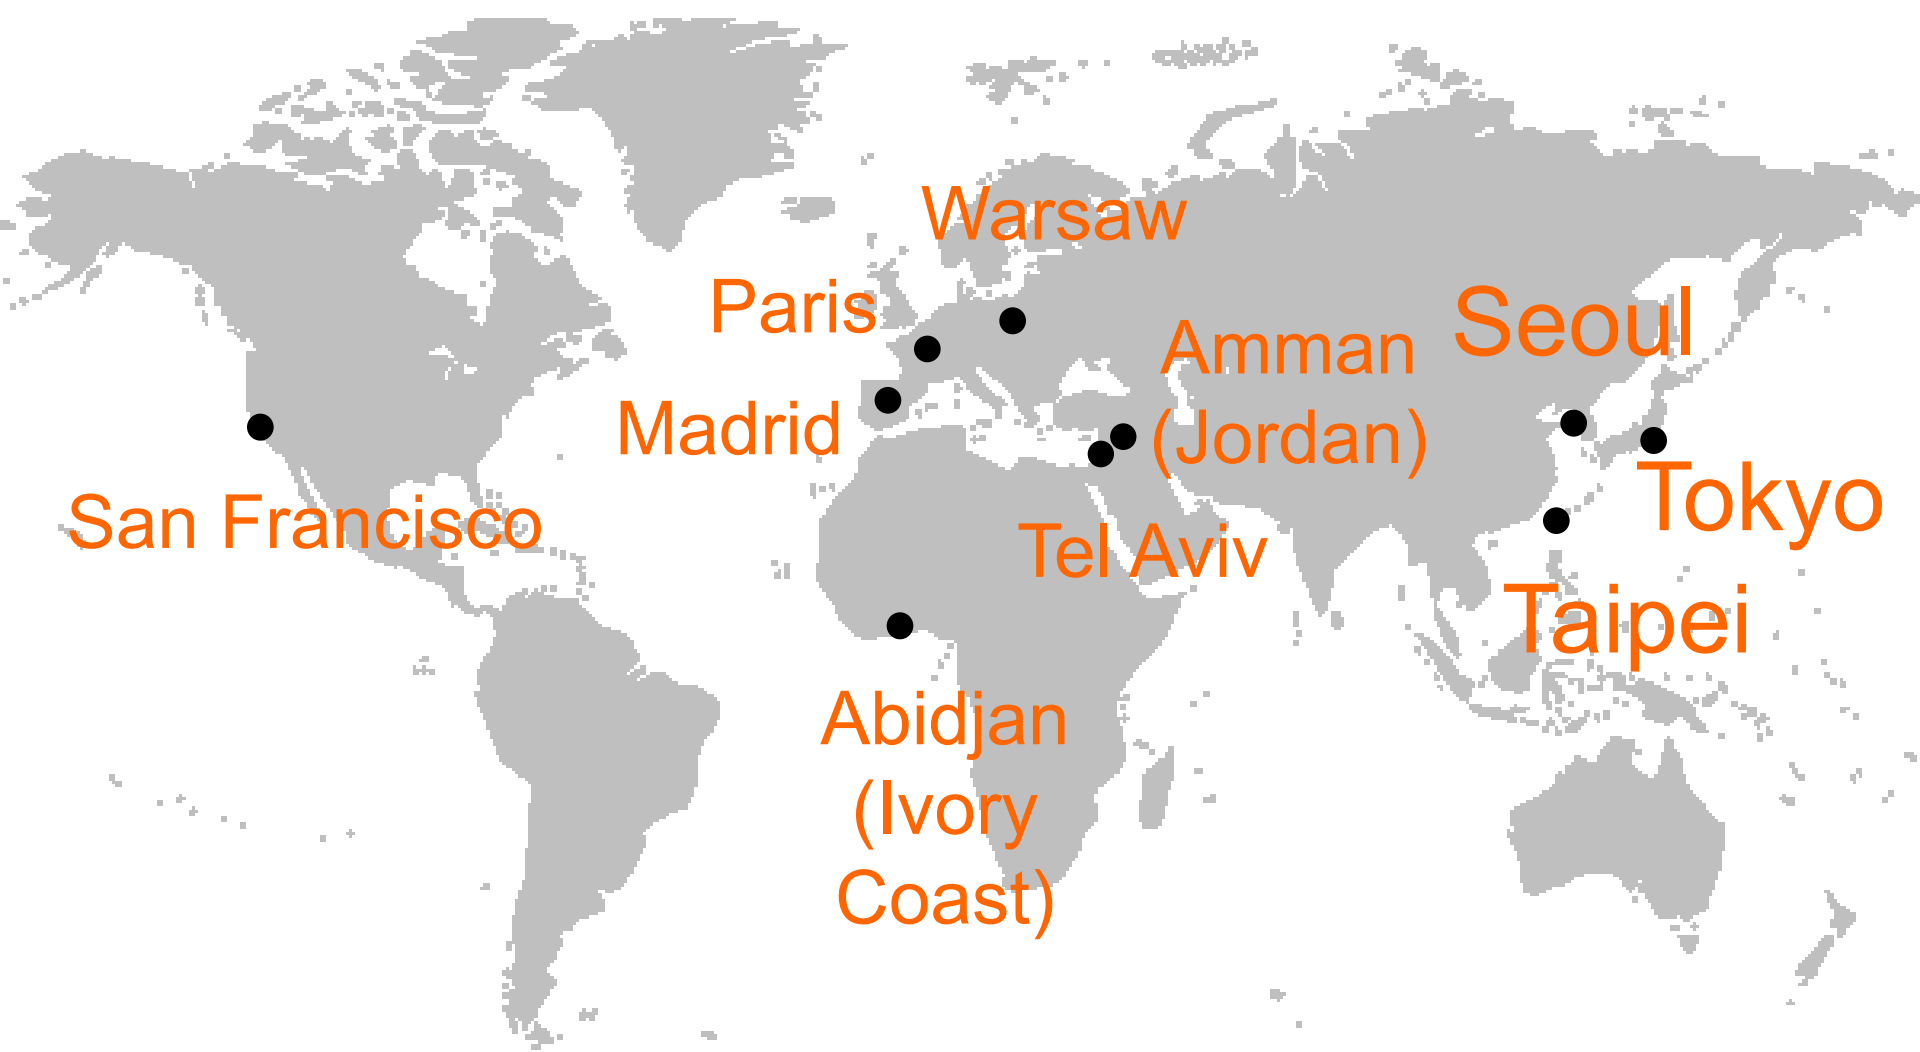 Warsaw
Paris
Seoul
Amman
(Jordan)
Madrid
Tokyo
San Francisco
Tel Aviv
Taipei
Abidjan
(Ivory
Coast)